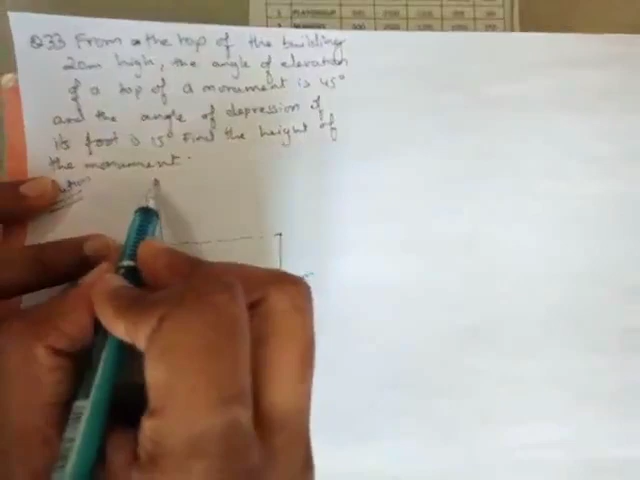 PLAYGROUP
Q33 From the top of the building
20m high, the angle of elevation
of a top of a monument is 45°
and the angle of depression of
its foot is 15° Find the height of
the monument.